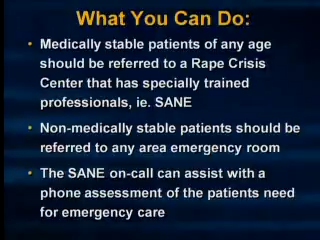 What You Can Do:
• Medically stable patients of any age
should be referred to a Rape Crisis
Center that has specially trained
professionals, ie. SANE
• Non-medically stable patients should be
referred to any area emergency room
• The SANE on-call can assist with a
phone assessment of the patients need
for emergency care